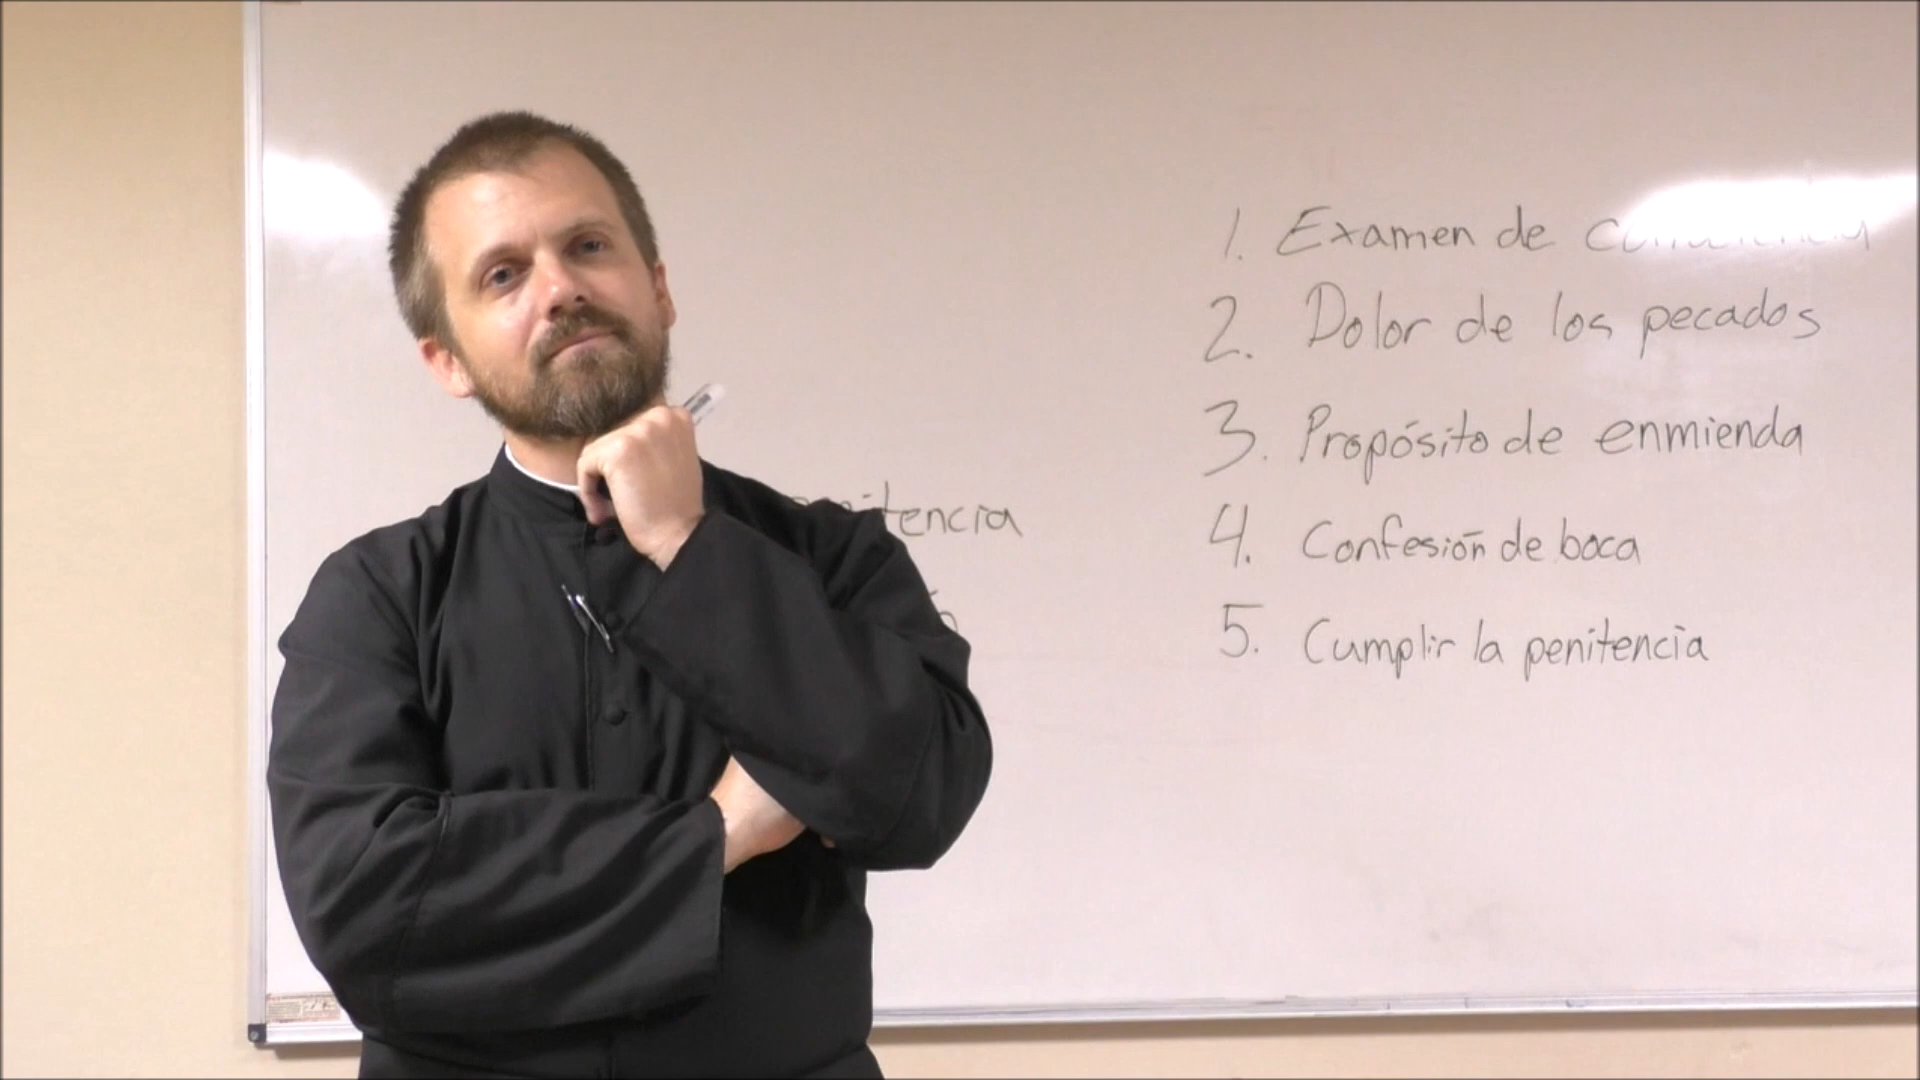 1. Examen de
2. Dolor de los pecados
3. Propósito de enmienda
4. Confesión de boca
5. Cumplir la penitencia